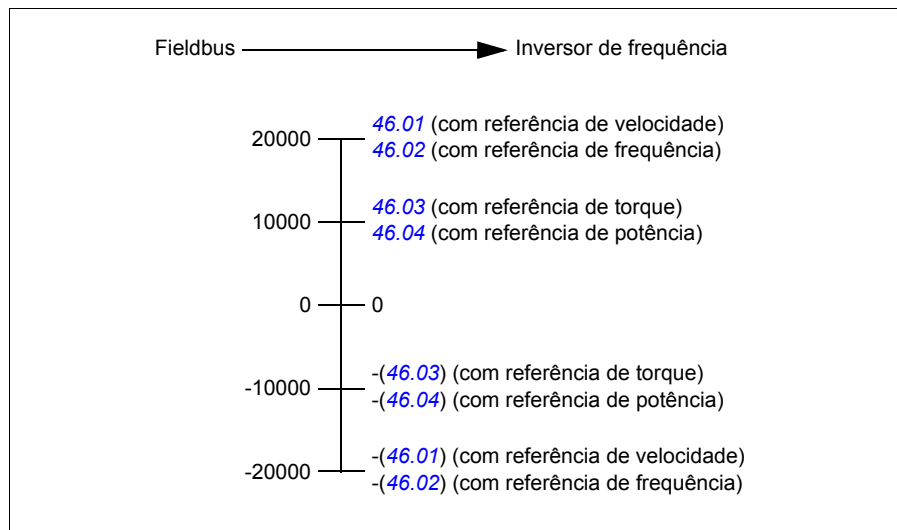 Fieldbus Inversor de frequência
46.01 (com referência de velocidade)
20000
46.02 (com referência de frequência)
46.03 (com referência de torque)
10000
46.04 (com referência de potência)
0 0
-(46.03) (com referência de torque)
-10000
-(46.04) (com referência de potência)
-(46.01) (com referência de velocidade)
-20000
-(46.02) (com referência de frequência)